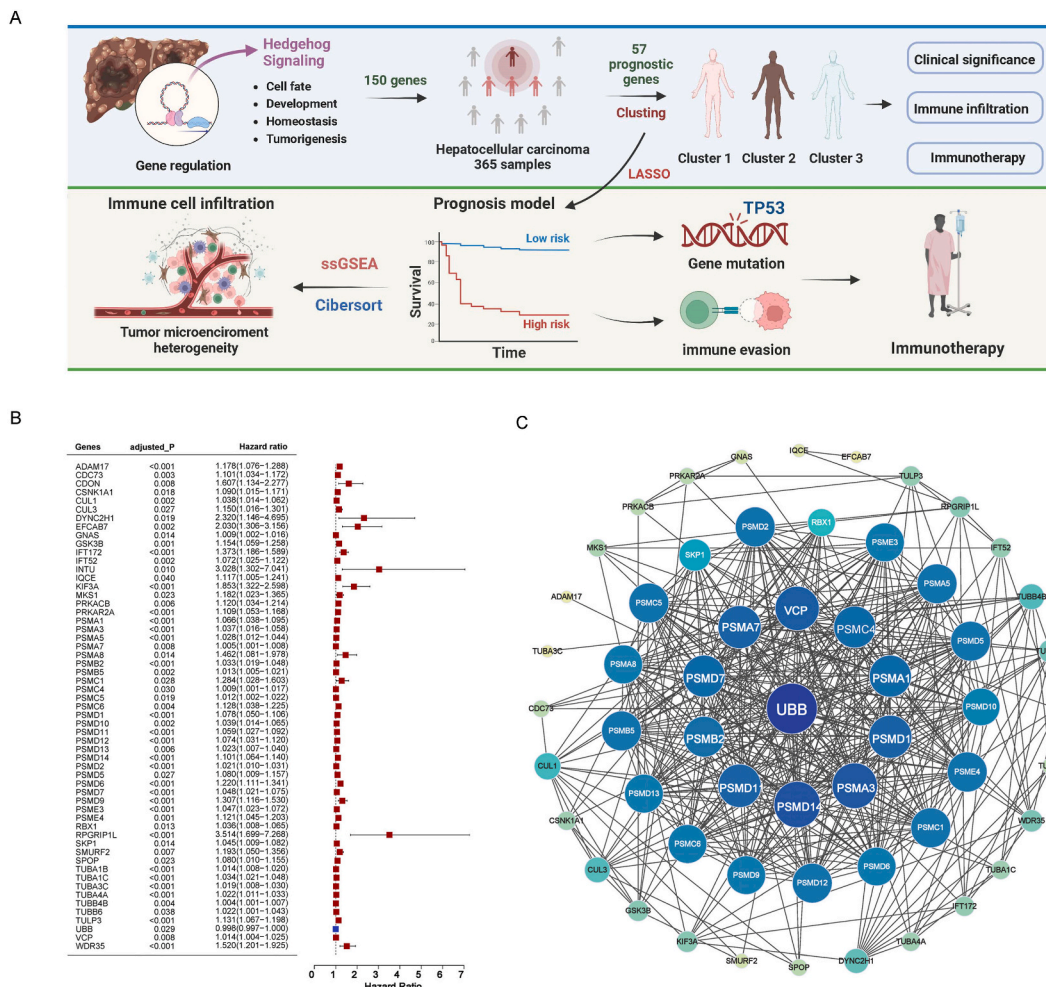 A
Hedgehog
Signaling
• Cell fate
• Development
• Homeostasis
• Tumorigenesis
Gene regulation
150 genes
Hepatocellular carcinoma
365 samples
57
prognostic
genes
Clusting
Cluster 1 Cluster 2 Cluster 3
Clinical significance
Immune infiltration
Immunotherapy
LASSO
Immune cell infiltration
Tumor microenciroment
heterogeneity
ssGSEA
Cibersort
Prognosis model
Survival
100
80
60
40
20
0
Low risk
High risk
Time
TP53
Gene mutation
immune evasion
Immunotherapy
B
Genes adjusted_P Hazard ratio
ADAM17 <0.001 1.178(1.076−1.288)
CDC73 0.003 1.101(1.034−1.172)
CDON 0.008 1.607(1.134−2.277)
CSNK1A1 0.018 1.090(1.015−1.171)
CUL1 0.002 1.038(1.014−1.062)
CUL3 0.027 1.150(1.016−1.301)
DYNC2H1 0.019 2.320(1.146−4.695)
EFCAB7 0.002 2.030(1.306−3.156)
GNAS 0.014 1.009(1.002−1.016)
GSK3B 0.001 1.154(1.059−1.258)
IFT172 <0.001 1.373(1.186−1.589)
IFT52 0.002 1.072(1.025−1.122)
INTU 0.010 3.028(1.302−7.041)
IQCE 0.040 1.117(1.005−1.241)
KIF3A <0.001 1.853(1.322−2.598)
MKS1 0.023 1.182(1.023−1.365)
PRKACB 0.006 1.120(1.034−1.214)
PRKAR2A <0.001 1.109(1.053−1.168)
PSMA1 <0.001 1.066(1.038−1.095)
PSMA3 <0.001 1.037(1.016−1.058)
PSMA5 <0.001 1.028(1.012−1.044)
PSMA7 0.008 1.005(1.001−1.008)
PSMA8 0.014 1.462(1.081−1.978)
PSMB2 <0.001 1.033(1.019−1.048)
PSMB5 0.002 1.013(1.005−1.021)
PSMC1 0.028 1.284(1.028−1.603)
PSMC4 0.030 1.009(1.001−1.017)
PSMC5 0.019 1.012(1.002−1.022)
PSMC6 0.004 1.128(1.038−1.225)
PSMD1 <0.001 1.078(1.050−1.106)
PSMD10 0.002 1.039(1.014−1.065)
PSMD11 <0.001 1.059(1.027−1.092)
PSMD12 <0.001 1.074(1.031−1.120)
PSMD13 0.006 1.023(1.007−1.040)
PSMD14 <0.001 1.101(1.064−1.140)
PSMD2 <0.001 1.021(1.010−1.031)
PSMD5 0.027 1.080(1.009−1.157)
PSMD6 <0.001 1.220(1.111−1.341)
PSMD7 <0.001 1.048(1.021−1.075)
PSMD9 <0.001 1.307(1.116−1.530)
PSME3 <0.001 1.047(1.023−1.072)
PSME4 0.001 1.121(1.045−1.203)
RBX1 0.013 1.036(1.008−1.065)
RPGRIP1L <0.001 3.514(1.699−7.268)
SKP1 0.014 1.045(1.009−1.082)
SMURF2 0.007 1.193(1.050−1.356)
SPOP 0.023 1.080(1.010−1.155)
TUBA1B <0.001 1.014(1.008−1.020)
TUBA1C <0.001 1.034(1.021−1.048)
TUBA3C <0.001 1.019(1.008−1.030)
TUBA4A <0.001 1.022(1.011−1.033)
TUBB4B 0.004 1.004(1.001−1.007)
TUBB6 0.038 1.022(1.001−1.043)
TULP3 <0.001 1.131(1.067−1.198)
UBB 0.029 0.998(0.997−1.000)
VCP 0.008 1.014(1.004−1.025)
WDR35 <0.001 1.520(1.201−1.925)
0 1 2 3 4 5 6 7
Hazard Ratio
C
IQCE
GNAS
EFCAB7
PRKAR2A
TULP3
PRKACB
RPGRIP1L
PSMD2
RBX1
PSME3
MKS1
SKP1
IFT52
PSMA5
ADAM17
PSMC5
VCP
TUBB4B
PSMA7
PSMC4
PSMD5
TUBA3C
PSMA8
PSMD7
PSMA1
CDC73
UBB
PSMD10
PSMB5
PSMB2
PSMD1
CUL1
PSME4
PSMD13
PSMD11
PSMD14
PSMA3
CSNK1A1
PSMC6
PSMC1
WDR35
CUL3
PSMD9
PSMD12
PSMD6
TUBA1C
GSK3B
IFT172
KIF3A
TUBA4A
SMURF2
SPOP
DYNC2H1